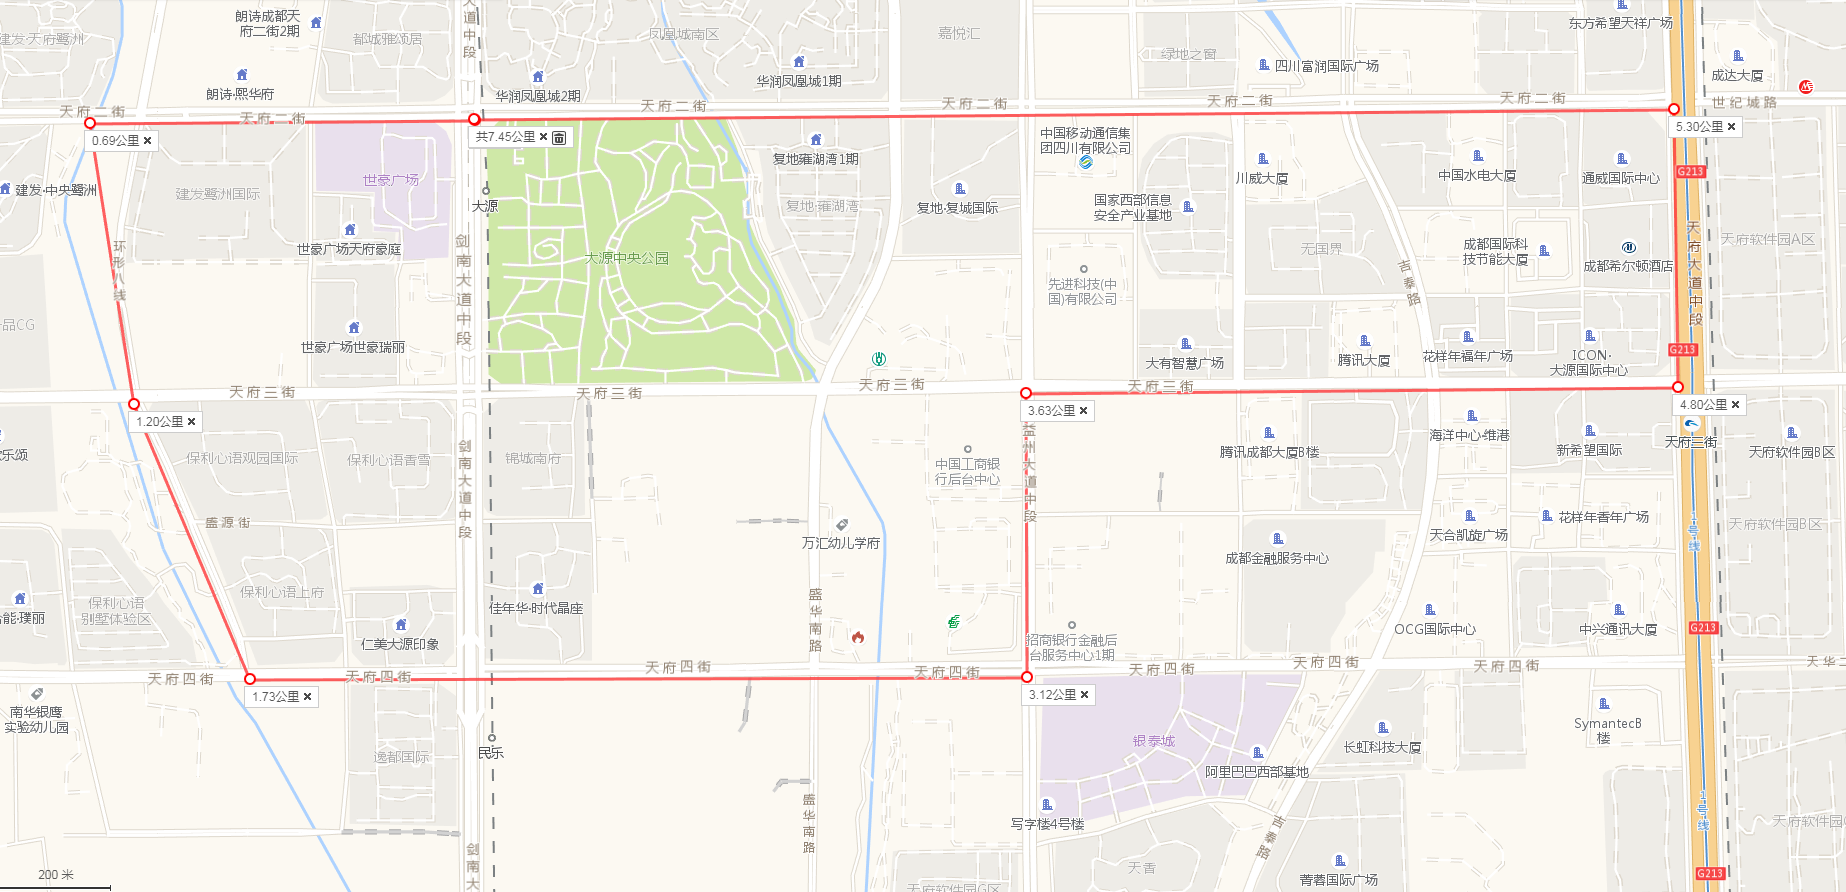 朗诗成都天
府二街2期
建发·天府鹭洲
都城雅颂居
道中段
凤凰城南区
嘉悦汇
绿地之窗
东方希望天祥广场
四川富润国际广场
成达大厦
朗诗·熙华府
华润凤凰城2期
华润凤凰城1期
天府二街
天府二街
天府二街
天府二街
天府二街
天府二街
世纪城路
0.69公里
共7.45公里
5.30公里
中国移动通信集
团四川有限公司
建发·中央鹭洲
建发鹭洲国际
世豪广场
大源
复地雍湖湾1期
复地·雍湖湾
复地·复城国际
国家西部信息
安全产业基地
川威大厦
中国水电大厦
通威国际中心
G213
世豪广场天府豪庭
环形八线
剑南大道中段
大源中央公园
先进科技(中
国)有限公司
无国界
吉泰路
成都国际科
技节能大厦
成都希尔顿酒店
天府大道中段
天府软件园A区
一品CG
世豪广场世豪瑞丽
大有智慧广场
腾讯大厦
花样年福年广场
ICON·
大源国际中心
G213
天府三街
天府三街
天府三街
天府三街
1.20公里
3.63公里
4.80公里
保利心语观园国际
保利心语香雪
剑南大道中段
锦城南府
中国工商银
行后台中心
益州大道中段
腾讯成都大厦B楼
海洋中心·维港
新希望国际
天府三街
天府软件园B区
盛源街
万汇幼儿学府
成都金融服务中心
天合凯旋广场
花样年香年广场
1号线
天府软件园B区
保利心语
别墅体验区
保利心语上府
佳年华·时代晶座
仁美大源印象
盛华南路
招商银行金融后
台服务中心1期
OCG国际中心
中兴通讯大厦
G213
天府四街
天府四街
天府四街
天府四街
天府四街
天府四街
天府四街
1.73公里
3.12公里
南华银鹰
实验幼儿园
逸都国际
民乐
银泰城
阿里巴巴西部基地
长虹科技大厦
SymantecB
楼
盛华南路
写字楼4号楼
吉泰路
1号线
剑南大
天香
菁蓉国际广场
天府软件园G区
G213
200 米